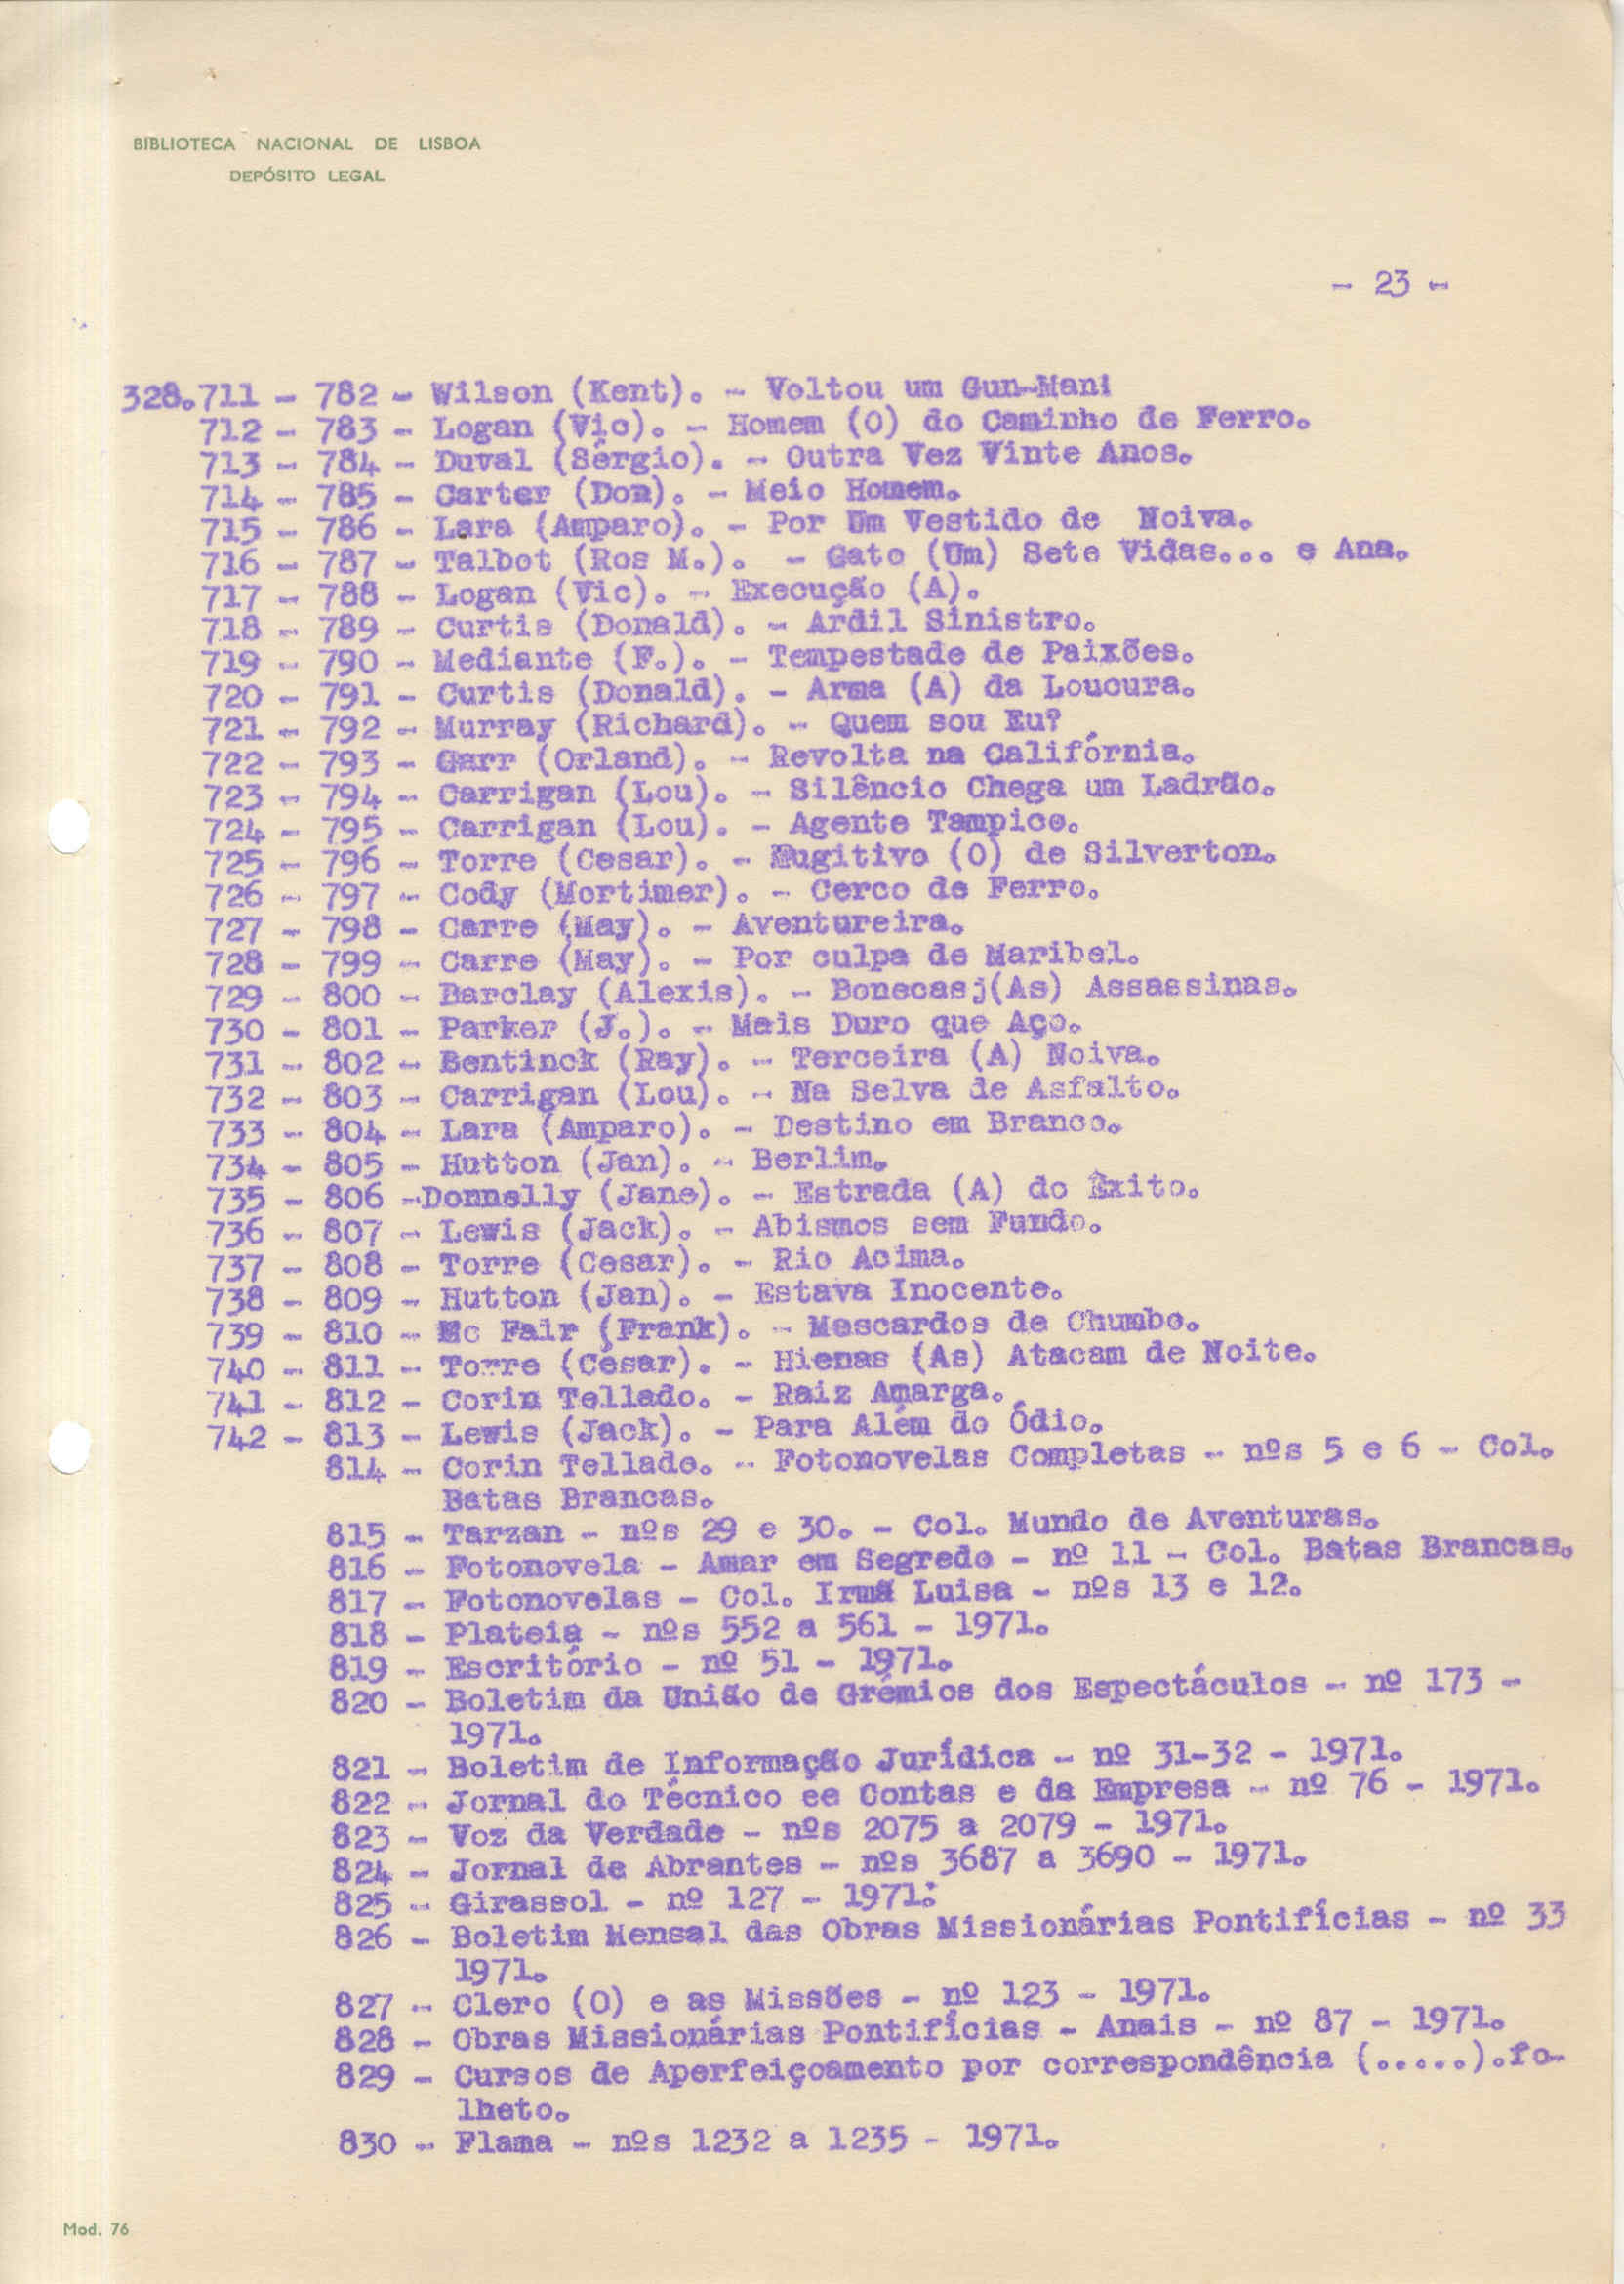 BIBLIOTECA NACIONAL DE LISBOA
DEPÓSITO LEGAL
- 23 -
328.711 - 782 - Wilson (Kent). - Voltou um Gun-Man!
712 - 783 - Logan (Vic). - Homem (O) do Caminho de Ferro.
713 - 784 - Duval (Sérgio). - Outra Vez Vinte Anos.
714 - 785 - Carter (Don). - Meio Homem.
715 - 786 - Lara (Amparo). - Por Um Vestido de Noiva.
716 - 787 - Talbot (Ros M.). - Gato (Um) Sete Vidas... e Ana.
717 - 788 - Logan (Vic). - Execução (A).
718 - 789 - Curtis (Donald). - Ardil Sinistro.
719 - 790 - Mediante (F.). - Tempestade de Paixões.
720 - 791 - Curtis (Donald). - Arma (A) da Loucura.
721 - 792 - Murray (Richard). - Quem sou Eu?
722 - 793 - Garr (Orland). - Revolta na Califórnia.
723 - 794 - Carrigan (Lou). - Silêncio Chega um Ladrão.
724 - 795 - Carrigan (Lou). - Agente Tampico.
725 - 796 - Torre (Cesar). - Fugitivo (O) de Silverton.
726 - 797 - Cody (Mortimer). - Cerco de Ferro.
727 - 798 - Carre (May). - Aventureira.
728 - 799 - Carre (May). - Por culpa de Maribel.
729 - 800 - Barclay (Alexis). - Bonecasj(As) Assassinas.
730 - 801 - Parker (J.). - Mais Duro que Aço.
731 - 802 - Bentinck (Ray). - Terceira (A) Noiva.
732 - 803 - Carrigan (Lou). - Na Selva de Asfalto.
733 - 804 - Lara (Amparo). - Destino em Branco.
734 - 805 - Hutton (Jan). - Berlim.
735 - 806 -Donnelly (Jane). - Estrada (A) do Êxito.
736 - 807 - Lewis (Jack). - Abismos sem Fundo.
737 - 808 - Torre (Cesar). - Rio Acima.
738 - 809 - Hutton (Jan). - Estava Inocente.
739 - 810 - Mc Fair (Frank). - Mascardos de Chumbo.
740 - 811 - Torre (César). - Hienas (As) Atacam de Noite.
741 - 812 - Corin Tellado. - Raiz Amarga.
742 - 813 - Lewis (Jack). - Para Além do Ódio.
814 - Corin Tellado. - Fotonovelas Completas - nºs 5 e 6 - Col.
Batas Brancas.
815 - Tarzan - nºs 29 e 30. - Col. Mundo de Aventuras.
816 - Fotonovela - Amar em Segredo - nº 11 - Col. Batas Brancas.
817 - Fotonovelas - Col. Irmã Luisa - nºs 13 e 12.
818 - Plateia - nºs 552 a 561 - 1971.
819 - Escritório - nº 51 - 1971.
820 - Boletim da União de Grémios dos Espectáculos - nº 173 -
1971.
821 - Boletim de Informação Jurídica - nº 31-32 - 1971.
822 - Jornal do Técnico ee Contas e da Empresa - nº 76 - 1971.
823 - Voz da Verdade - nºs 2075 a 2079 - 1971.
824 - Jornal de Abrantes - nºs 3687 a 3690 - 1971.
825 - Girassol - nº 127 - 1971:
826 - Boletim Mensal das Obras Missionárias Pontifícias - nº 33
1971.
827 - Clero (O) e as Missões - nº 123 - 1971.
828 - Obras Missionárias Pontifícias - Anais - nº 87 - 1971.
829 - Cursos de Aperfeiçoamento por correspondência (.....).fo-
lheto.
830 - Flama - nºs 1232 a 1235 - 1971.
Mod. 76